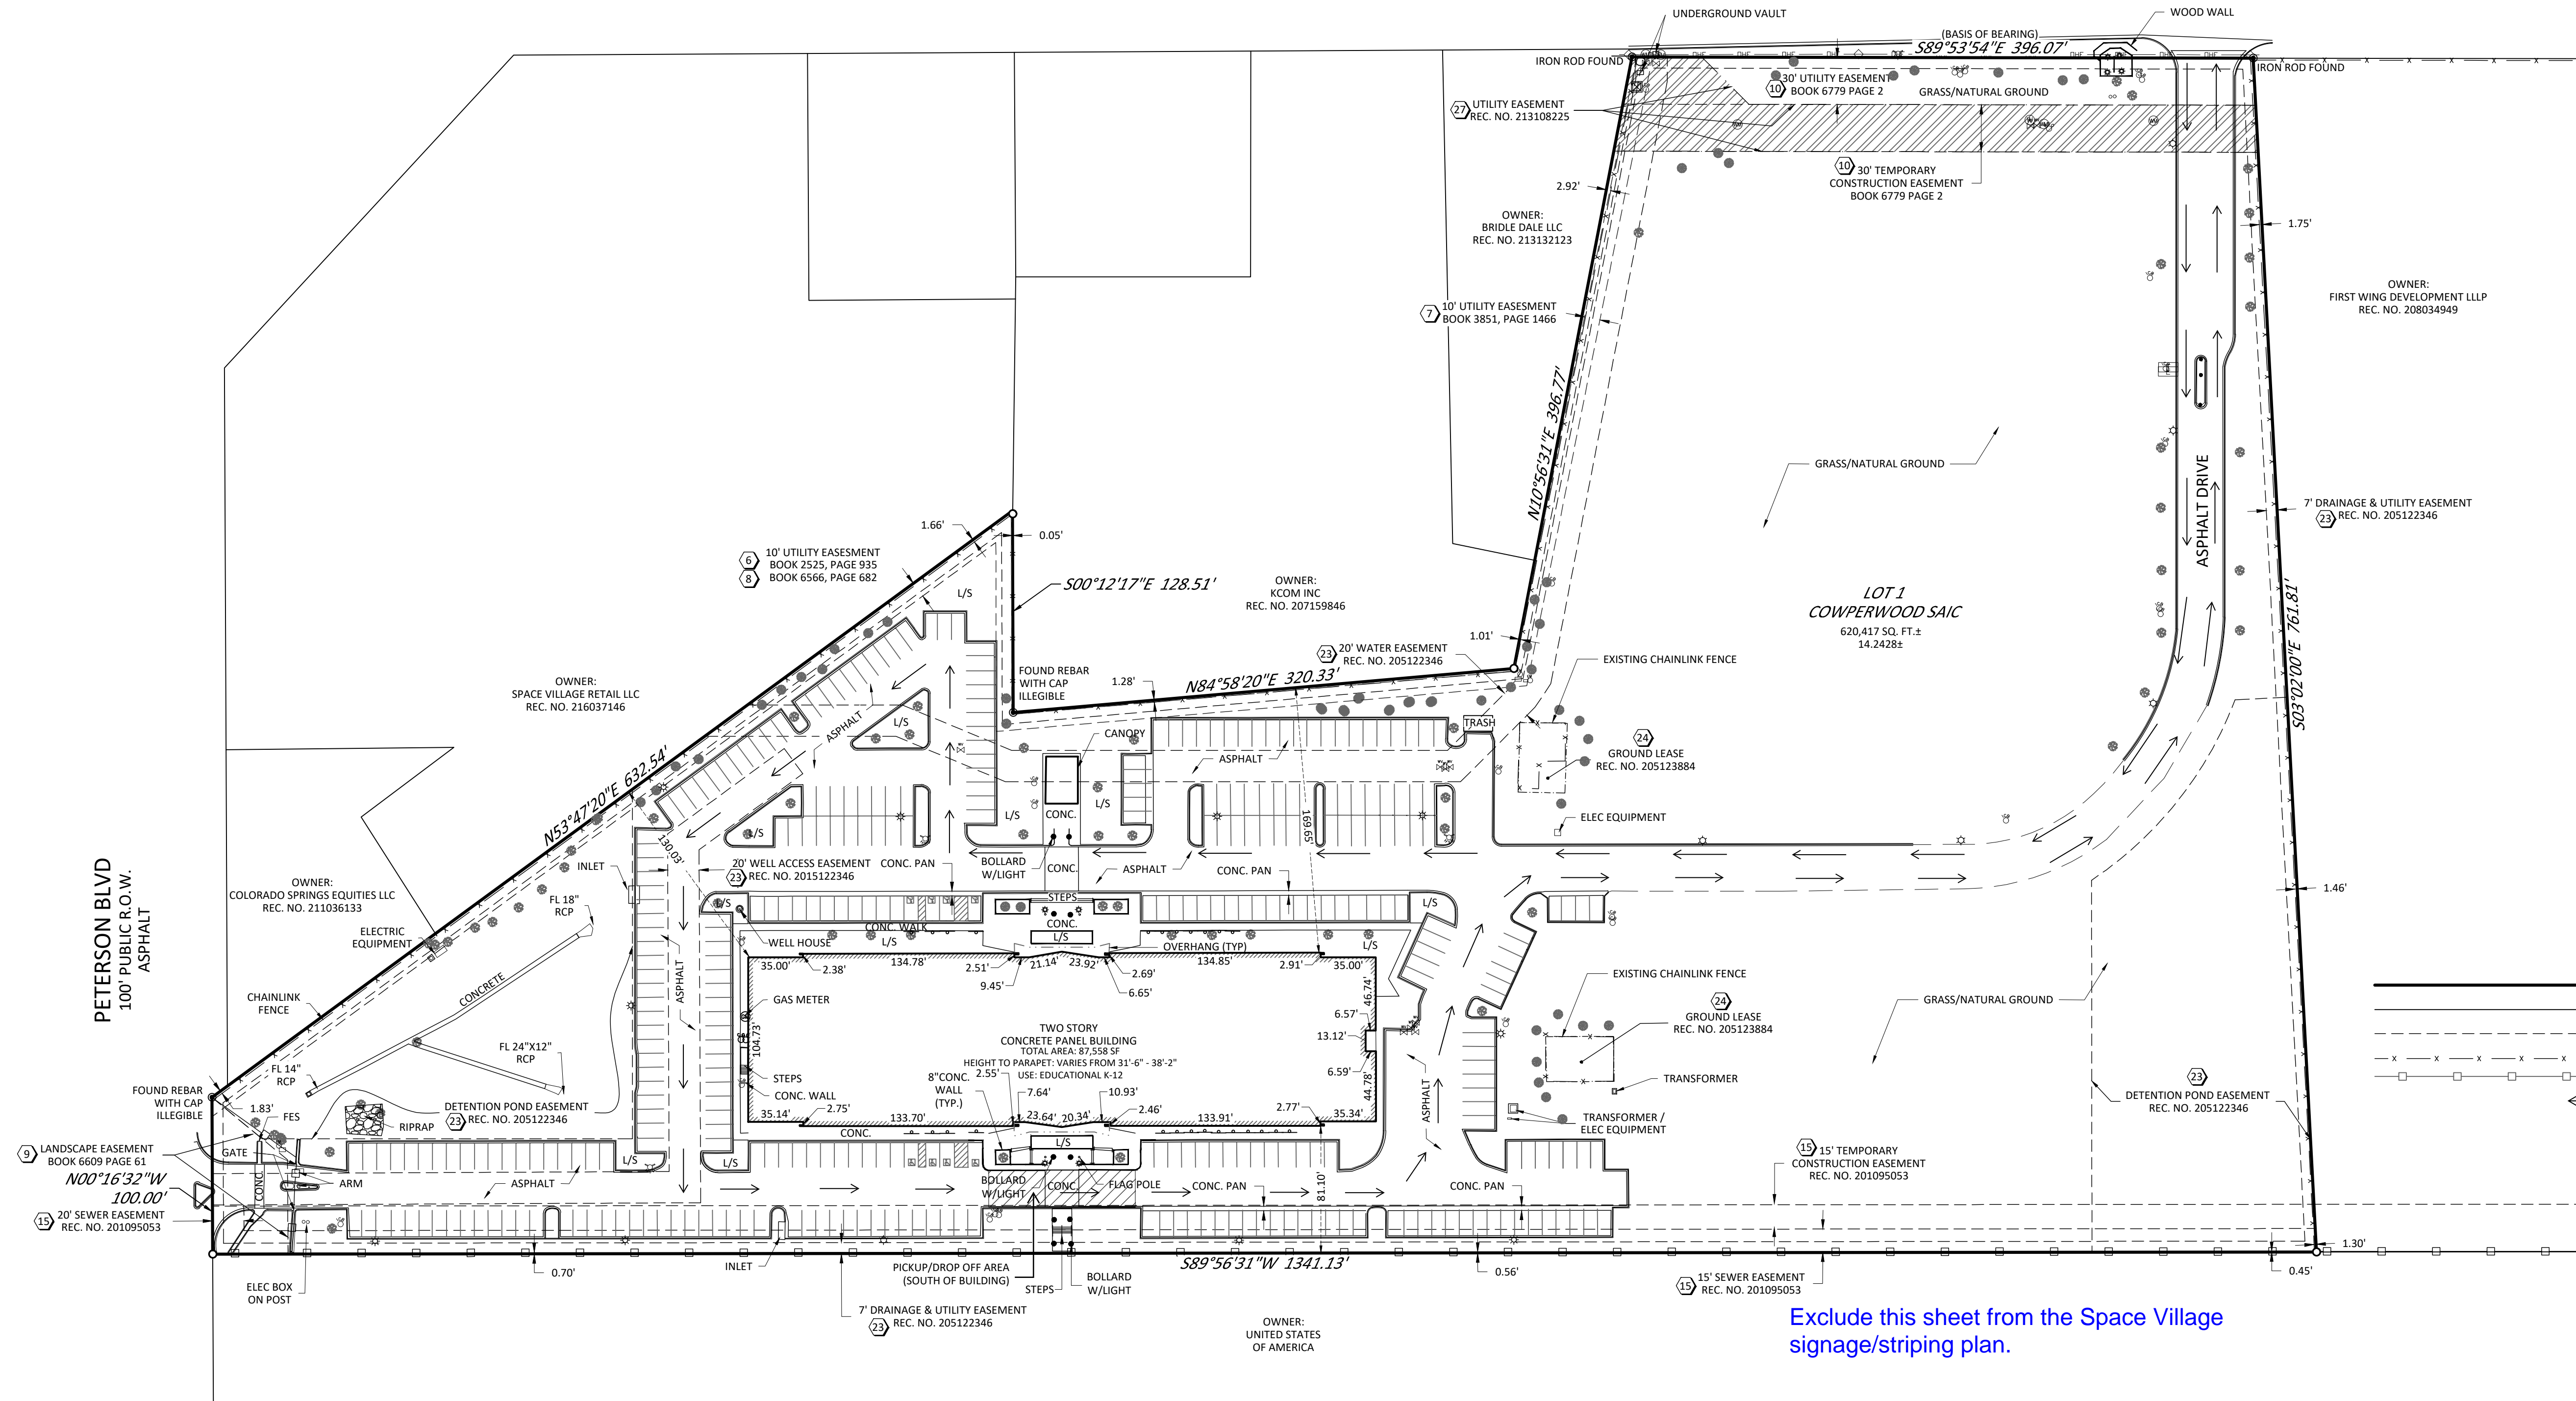 UNDERGROUND VAULT
WOOD WALL
(BASIS OF BEARING)
S89°53'54"E 396.07'
IRON ROD FOUND
IRON ROD FOUND
10
30' UTILITY EASEMENT
BOOK 6779 PAGE 2
GRASS/NATURAL GROUND
27
UTILITY EASEMENT
REC. NO. 213108225
10
30' TEMPORARY
CONSTRUCTION EASEMENT
BOOK 6779 PAGE 2
2.92'
OWNER:
BRIDLE DALE LLC
REC. NO. 213132123
1.75'
OWNER:
FIRST WING DEVELOPMENT LLLP
REC. NO. 208034949
7
10' UTILITY EASESMENT
BOOK 3851, PAGE 1466
N10°56'31"E 396.77'
GRASS/NATURAL GROUND
ASPHALT DRIVE
7' DRAINAGE & UTILITY EASEMENT
23
REC. NO. 205122346
1.66'
0.05'
6
8
10' UTILITY EASESMENT
BOOK 2525, PAGE 935
BOOK 6566, PAGE 682
L/S
S00°12'17"E 128.51'
OWNER:
KCOM INC
REC. NO. 207159846
LOT 1
COWPERWOOD SAIC
620,417 SQ. FT.±
14.2428±
S03°02'00"E 761.81'
1.01'
23
20' WATER EASEMENT
REC. NO. 205122346
EXISTING CHAINLINK FENCE
FOUND REBAR
WITH CAP
ILLEGIBLE
1.28'
N84°58'20"E 320.33'
OWNER:
SPACE VILLAGE RETAIL LLC
REC. NO. 216037146
L/S
ASPHALT
CANOPY
TRASH
24
GROUND LEASE
REC. NO. 205123884
ASPHALT
N53°47'20"E 632.54'
L/S
L/S
CONC.
L/S
169.65'
ELEC EQUIPMENT
130.03'
INLET
20' WELL ACCESS EASEMENT
23
REC. NO. 2015122346
CONC. PAN
BOLLARD
W/LIGHT
CONC.
ASPHALT
CONC. PAN
PETERSON BLVD
100' PUBLIC R.O.W.
ASPHALT
OWNER:
COLORADO SPRINGS EQUITIES LLC
REC. NO. 211036133
1.46'
FL 18"
RCP
L/S
STEPS
L/S
ELECTRIC
EQUIPMENT
CONC. WALK
CONC.
WELL HOUSE
L/S
L/S
OVERHANG (TYP)
L/S
35.00'
2.38'
134.78'
2.51'
21.14'
23.92'
2.69'
134.85'
2.91'
35.00'
9.45'
6.65'
CONCRETE
ASPHALT
CHAINLINK
FENCE
GAS METER
46.74'
EXISTING CHAINLINK FENCE
24
GROUND LEASE
REC. NO. 205123884
GRASS/NATURAL GROUND
6.57'
13.12'
6.59'
104.73'
TWO STORY
CONCRETE PANEL BUILDING
TOTAL AREA: 87,558 SF
HEIGHT TO PARAPET: VARIES FROM 31'-6" - 38'-2"
USE: EDUCATIONAL K-12
FL 24"X12"
RCP
FL 14"
RCP
STEPS
CONC. WALL
8"CONC.
WALL
(TYP.)
2.55'
7.64'
10.93'
44.78'
TRANSFORMER
FOUND REBAR
WITH CAP
ILLEGIBLE
1.83'
FES
DETENTION POND EASEMENT
23
REC. NO. 205122346
RIPRAP
35.14'
2.75'
133.70'
23.64'
20.34'
2.46'
133.91'
2.77'
35.34'
ASPHALT
TRANSFORMER /
ELEC EQUIPMENT
23
DETENTION POND EASEMENT
REC. NO. 205122346
CONC.
L/S
9
LANDSCAPE EASEMENT
BOOK 6609 PAGE 61
GATE
L/S
L/S
15
15' TEMPORARY
CONSTRUCTION EASEMENT
REC. NO. 201095053
N00°16'32"W
100.00'
CONC.
ARM
ASPHALT
BOLLARD
W/LIGHT
CONC.
FLAG POLE
CONC. PAN
81.10'
CONC. PAN
15
20' SEWER EASEMENT
REC. NO. 201095053
1.30'
INLET
0.70'
ELEC BOX
ON POST
PICKUP/DROP OFF AREA
(SOUTH OF BUILDING)
STEPS
BOLLARD
W/LIGHT
S89°56'31"W 1341.13'
0.56'
0.45'
15
15' SEWER EASEMENT
REC. NO. 201095053
7' DRAINAGE & UTILITY EASEMENT
23
REC. NO. 205122346
OWNER:
UNITED STATES
OF AMERICA
Exclude this sheet from the Space Village
signage/striping plan.